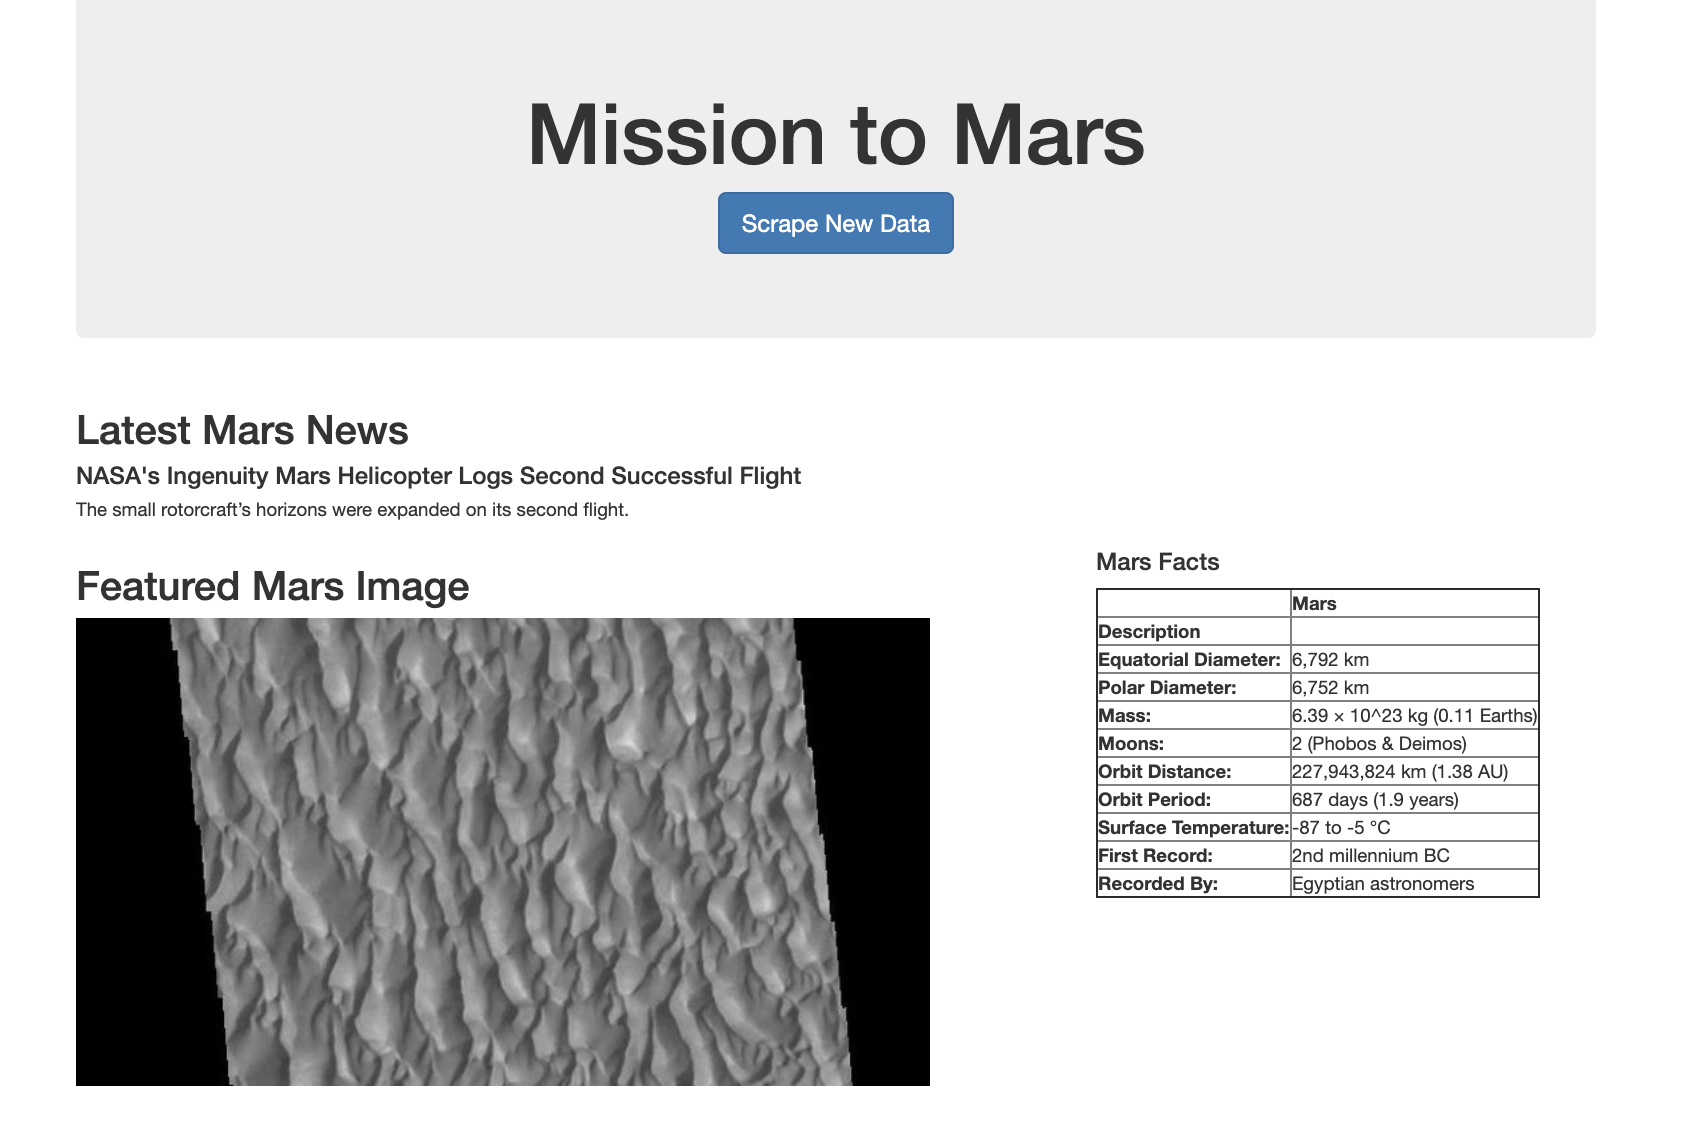 Mission to Mars
Scrape New Data
Latest Mars News
NASA's Ingenuity Mars Helicopter Logs Second Successful Flight
The small rotorcraft’s horizons were expanded on its second flight.
Featured Mars Image
Mars Facts
Mars
Description
Equatorial Diameter: 6,792 km
Polar Diameter: 6,752 km
Mass: 6.39 × 10^23 kg (0.11 Earths)
Moons: 2 (Phobos & Deimos)
Orbit Distance: 227,943,824 km (1.38 AU)
Orbit Period: 687 days (1.9 years)
Surface Temperature: -87 to -5 °C
First Record: 2nd millennium BC
Recorded By: Egyptian astronomers